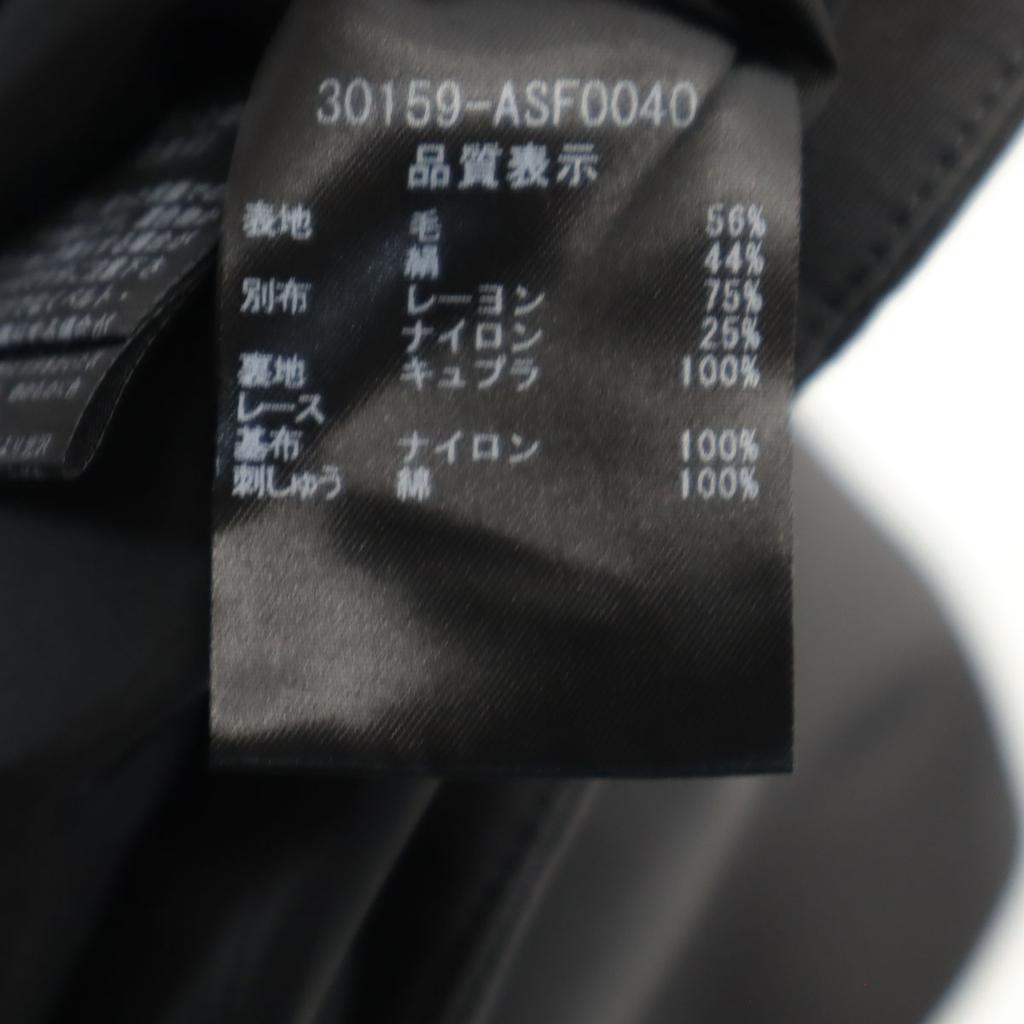 30159-ASF0040
品質表示
表地 毛 56%
絹 44%
別布 レーヨン 75%
ナイロン 25%
裏地 キュプラ 100%
レース
基布 ナイロン 100%
刺しゅう 綿 100%